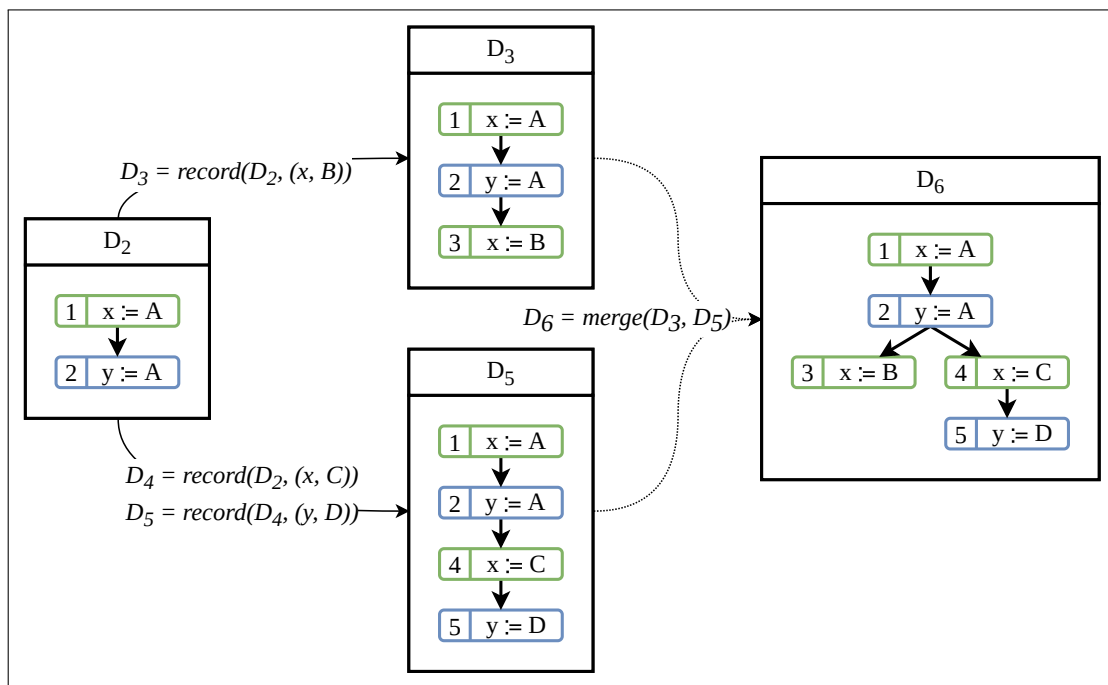 D3
1 x := A
2 y := A
3 x := B
D3 = record(D2, (x, B))
D2
1 x := A
2 y := A
D4 = record(D2, (x, C))
D5 = record(D4, (y, D))
D5
1 x := A
2 y := A
4 x := C
5 y := D
D6 = merge(D3, D5)
D6
1 x := A
2 y := A
3 x := B
4 x := C
5 y := D